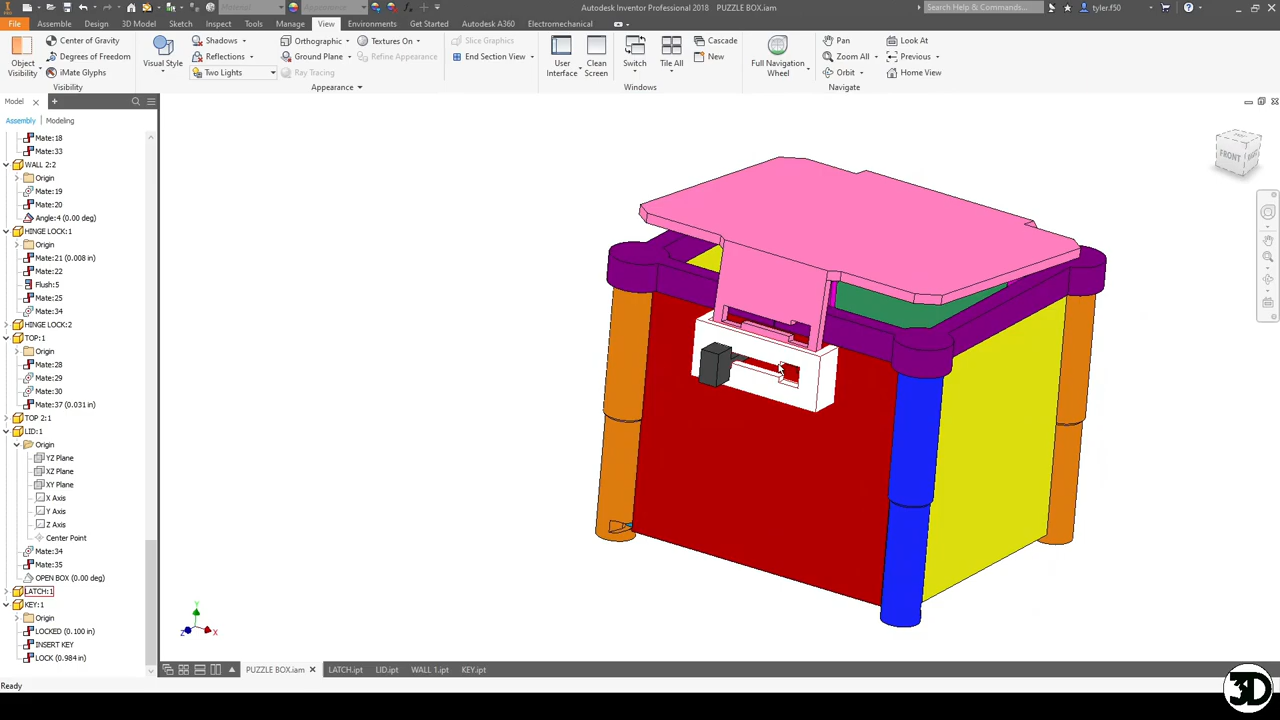 Material
Appearance
Autodesk Inventor Professional 2018   PUZZLE BOX.iam
Search Help & Commands...
tyler.f50
File
Assemble
Design
3D Model
Sketch
Inspect
Tools
Manage
View
Environments
Get Started
Autodesk A360
Electromechanical
Object Visibility
Center of Gravity
Degrees of Freedom
iMate Glyphs
Visibility
Visual Style
Shadows
Reflections
Two Lights
Orthographic
Ground Plane
Ray Tracing
Textures On
Refine Appearance
Appearance
Slice Graphics
End Section View
User Interface
Clean Screen
Switch
Tile All
Cascade
New
Windows
Full Navigation Wheel
Pan
Zoom All
Orbit
Look At
Previous
Home View
Navigate
Model
Assembly
Modeling
Mate:18
Mate:33
WALL 2:2
Origin
Mate:19
Mate:20
Angle:4 (0.00 deg)
HINGE LOCK:1
Origin
Mate:21 (0.008 in)
Mate:22
Flush:5
Mate:25
Mate:34
HINGE LOCK:2
TOP:1
Origin
Mate:28
Mate:29
Mate:30
Mate:37 (0.031 in)
TOP 2:1
LID:1
Origin
YZ Plane
XZ Plane
XY Plane
X Axis
Y Axis
Z Axis
Center Point
Mate:34
Mate:35
OPEN BOX (0.00 deg)
LATCH:1
KEY:1
Origin
LOCKED (0.100 in)
INSERT KEY
LOCK (0.984 in)
FRONT
Y
Z
X
PUZZLE BOX.iam
LATCH.ipt
LID.ipt
WALL 1.ipt
KEY.ipt
Ready
3D